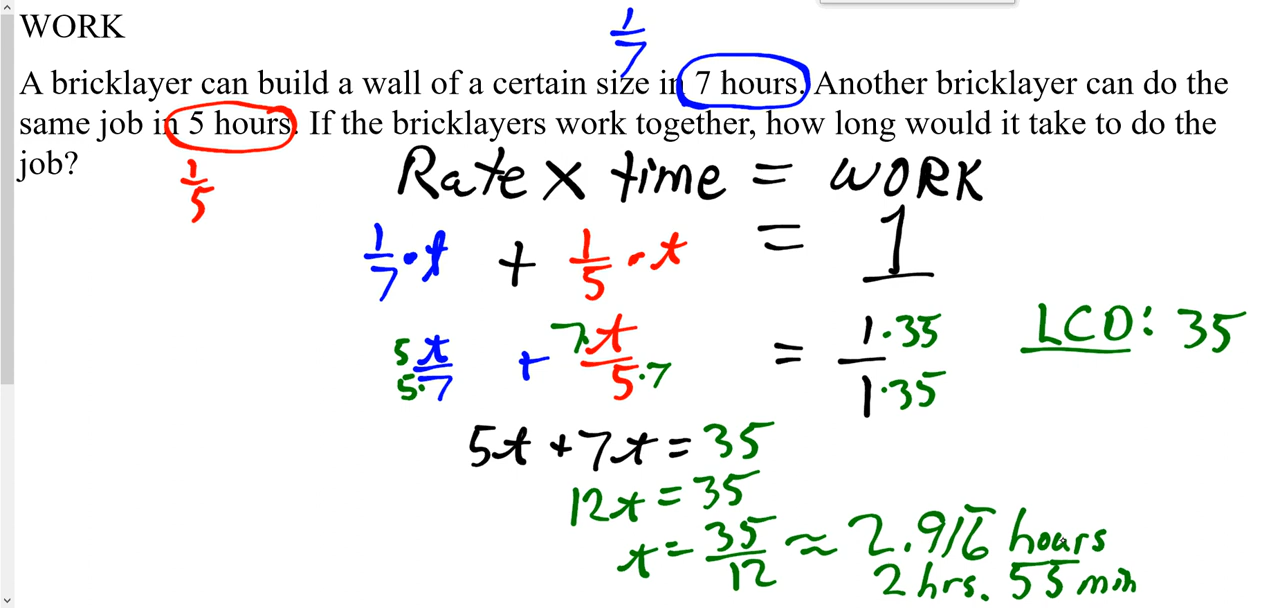 WORK
1/7
A bricklayer can build a wall of a certain size in 7 hours. Another bricklayer can do the
same job in 5 hours. If the bricklayers work together, how long would it take to do the
job?
1/5
Rate × time = WORK
1/7 • t + 1/5 • t = 1
5 t/5•7 + 7•t/5•7 = 1•35/1•35
LCD: 35
5t + 7t = 35
12t = 35
t = 35/12 ≈ 2.916̅ hours
2 hrs. 55 min